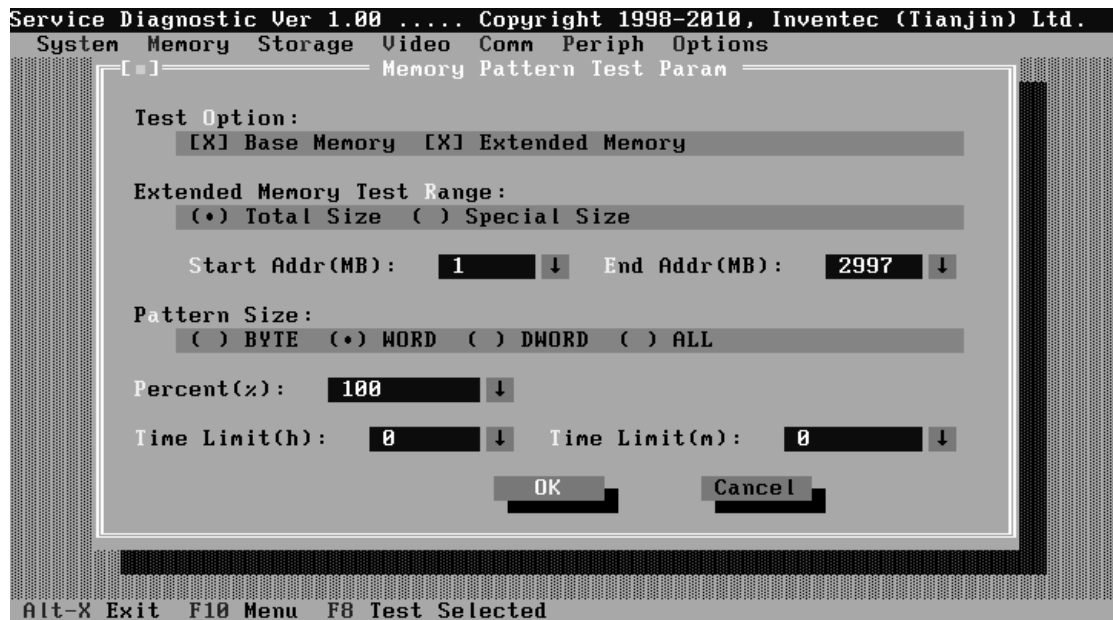 Service Diagnostic Ver 1.00 ..... Copyright 1998-2010, Inventec (Tianjin) Ltd.
System Memory Storage Video Comm Periph Options
[■] Memory Pattern Test Param
Test Option:
[X] Base Memory [X] Extended Memory
Extended Memory Test Range:
(•) Total Size ( ) Special Size
Start Addr(MB): 1 ↓ End Addr(MB): 2997 ↓
Pattern Size:
( ) BYTE (•) WORD ( ) DWORD ( ) ALL
Percent(%): 100 ↓
Time Limit(h): 0 ↓ Time Limit(m): 0 ↓
OK Cancel
Alt-X Exit F10 Menu F8 Test Selected